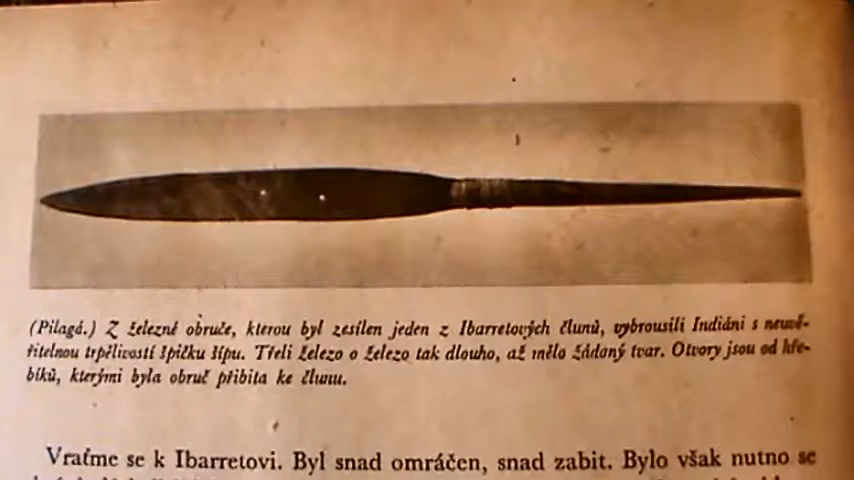 (Pilagá.) Z železné obruče, kterou byl zesílen jeden z Ibarretových člunů, vybrousili Indiáni s neuvě-
řitelnou trpělivostí špičku šípu. Třeli železo o železo tak dlouho, až mělo žádaný tvar. Otvory jsou od hře-
bíků, kterými byla obruč přibita ke člunu.
Vraťme se k Ibarretovi. Byl snad omráčen, snad zabit. Bylo však nutno se